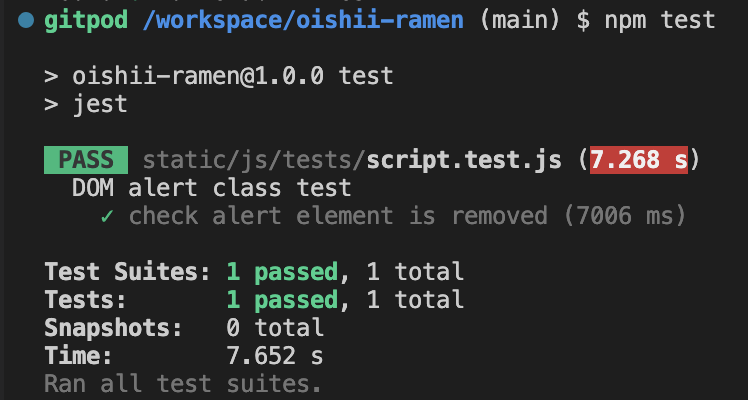 gitpod /workspace/oishii-ramen (main) $ npm test
> oishii-ramen@1.0.0 test
> jest
PASS static/js/tests/script.test.js (7.268 s)
DOM alert class test
✓ check alert element is removed (7006 ms)
Test Suites: 1 passed, 1 total
Tests: 1 passed, 1 total
Snapshots: 0 total
Time: 7.652 s
Ran all test suites.